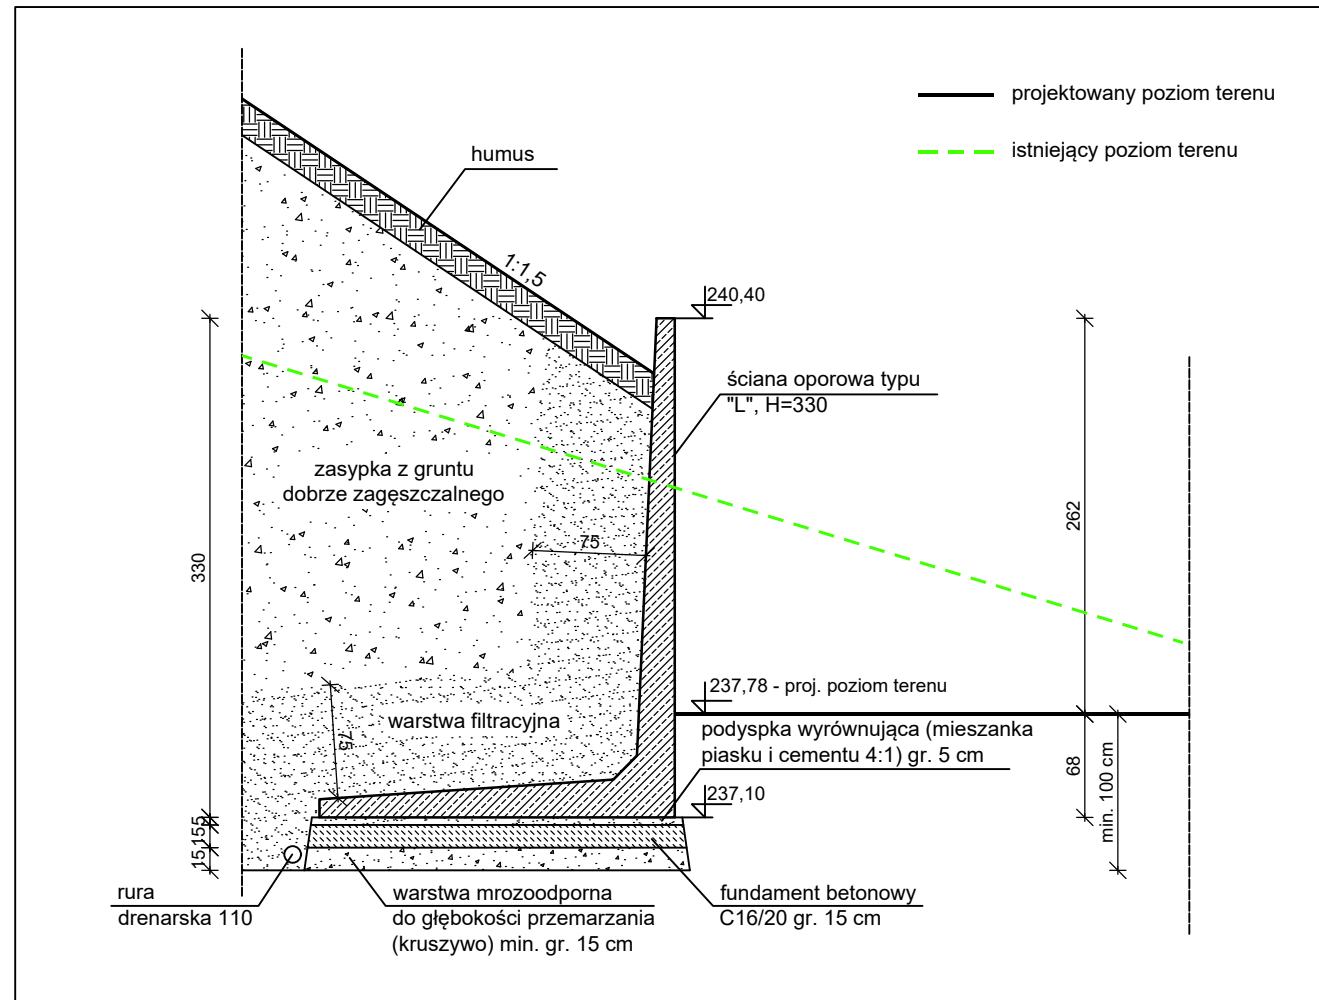 projektowany poziom terenu
istniejący poziom terenu
humus
1:1,5
240,40
ściana oporowa typu
"L", H=330
zasypka z gruntu
dobrze zagęszczalnego
75
262
330
237,78 - proj. poziom terenu
warstwa filtracyjna
75
podyspka wyrównująca (mieszanka
piasku i cementu 4:1) gr. 5 cm
68
min. 100 cm
237,10
5
15
15
rura
drenarska 110
warstwa mrozoodporna
do głębokości przemarzania
(kruszywo) min. gr. 15 cm
fundament betonowy
C16/20 gr. 15 cm